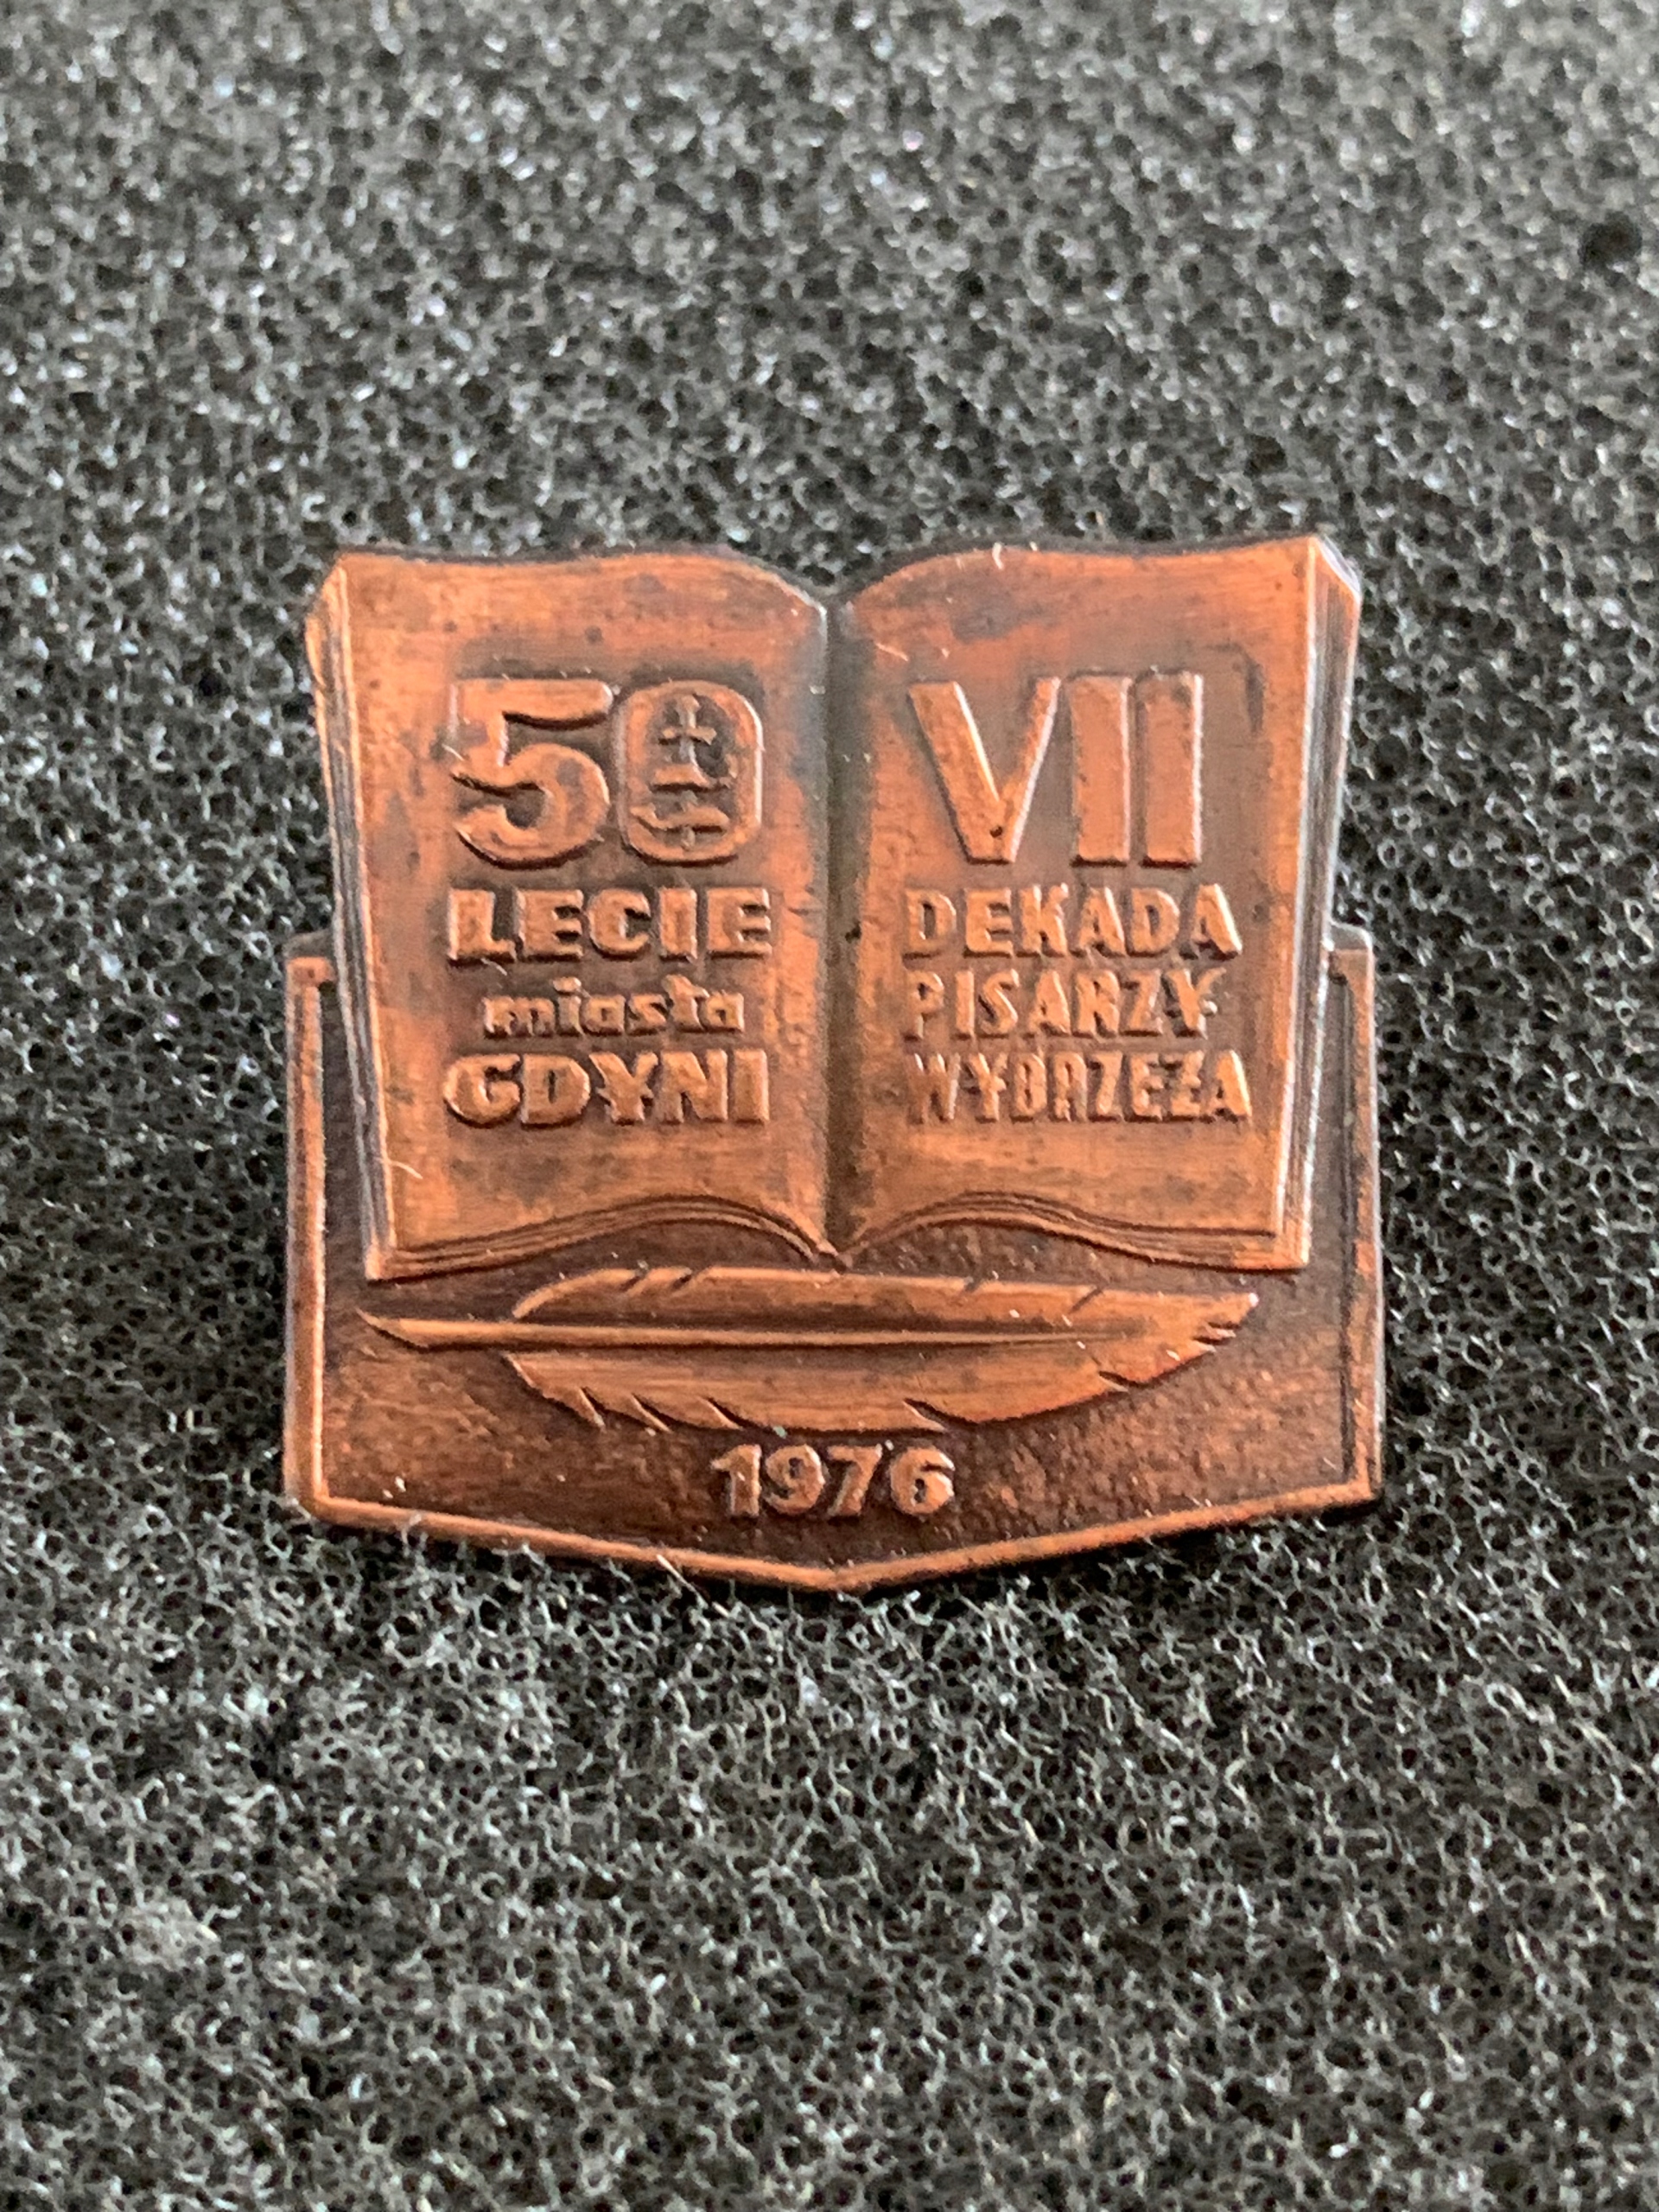 50
LECIE
miasta
GDYNI
VII
DEKADA
PISARZY
WYBRZEŻA
1976